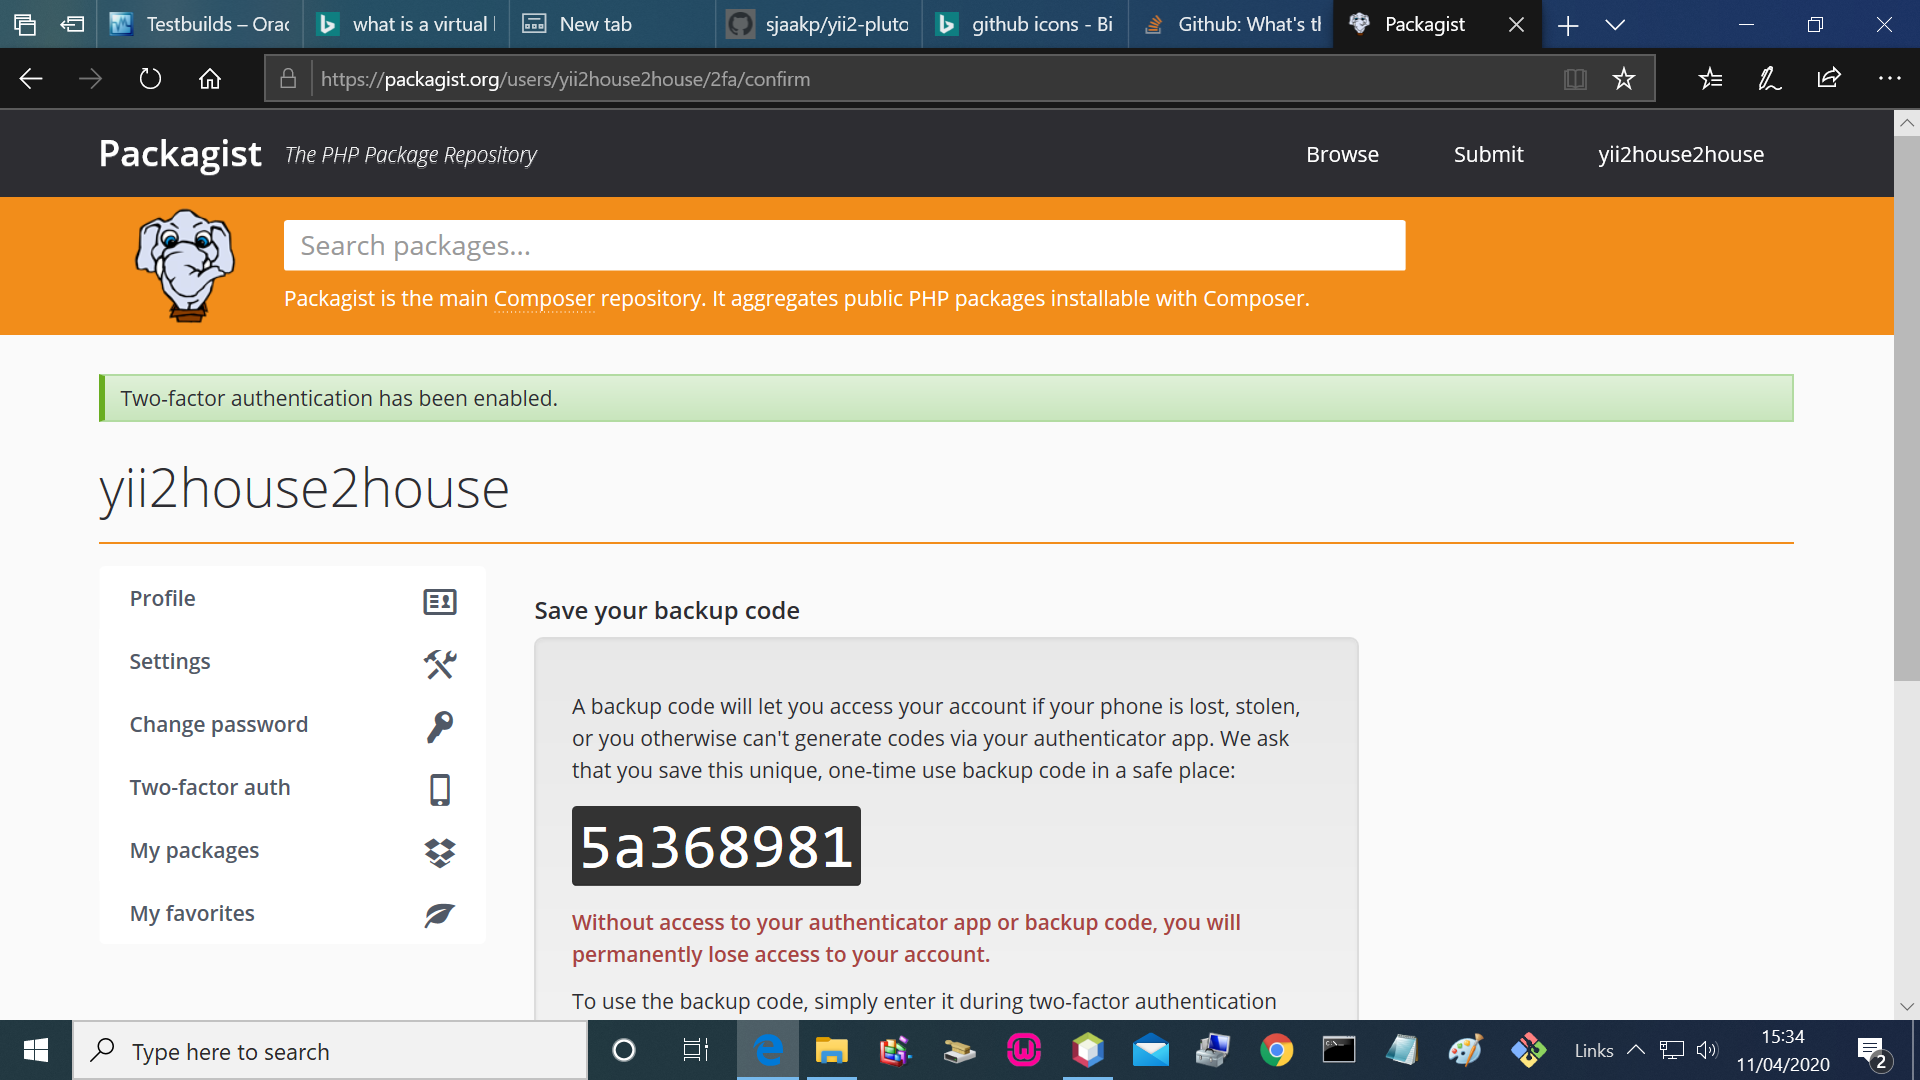 Testbuilds – Orac
what is a virtual
New tab
sjaakp/yii2-pluto
github icons - Bi
Github: What's th
Packagist
https://packagist.org/users/yii2house2house/2fa/confirm
Packagist
The PHP Package Repository
Browse
Submit
yii2house2house
Search packages...
Packagist is the main Composer repository. It aggregates public PHP packages installable with Composer.
Two-factor authentication has been enabled.
yii2house2house
Profile
Settings
Change password
Two-factor auth
My packages
My favorites
Save your backup code
A backup code will let you access your account if your phone is lost, stolen,
or you otherwise can't generate codes via your authenticator app. We ask
that you save this unique, one-time use backup code in a safe place:
5a368981
Without access to your authenticator app or backup code, you will
permanently lose access to your account.
To use the backup code, simply enter it during two-factor authentication
Type here to search
Links
15:34
11/04/2020
2